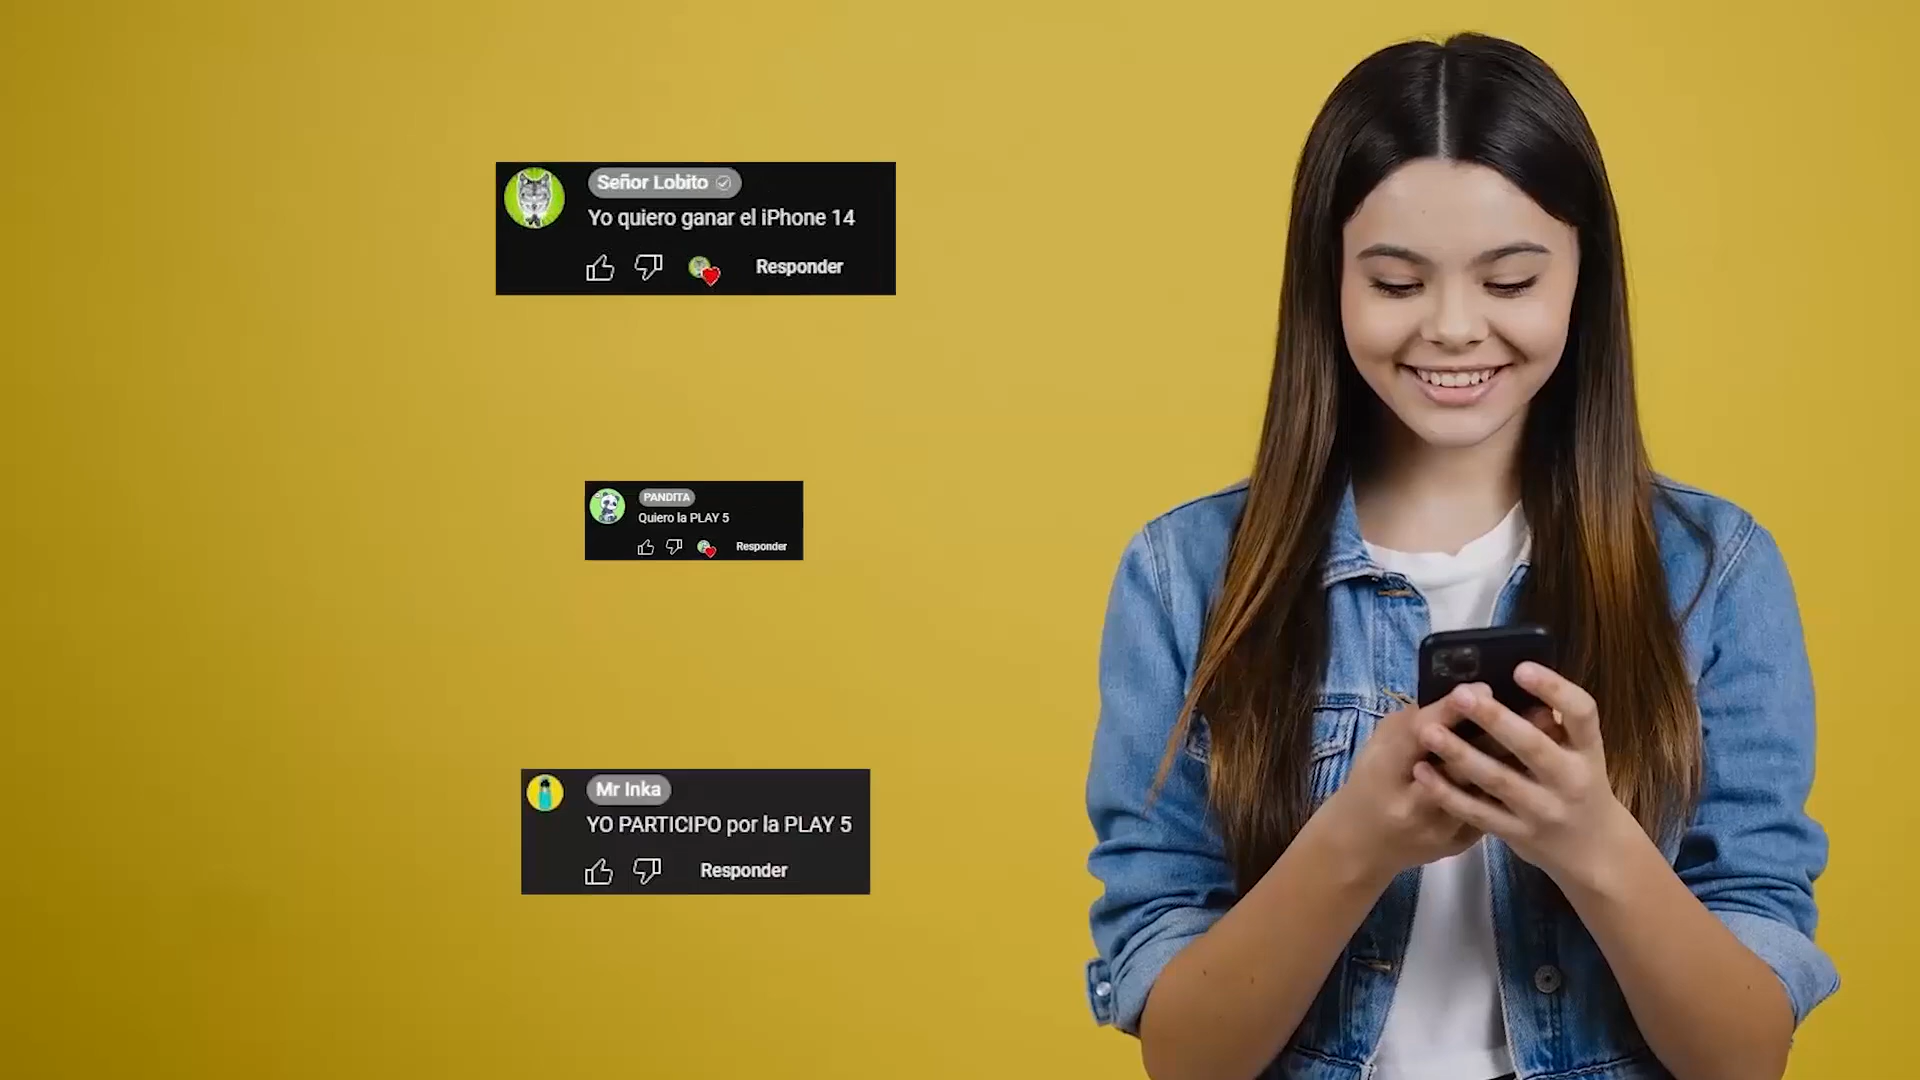 Señor Lobito
Yo quiero ganar el iPhone 14
Responder
PANDITA
Quiero la PLAY 5
Responder
Mr Inka
YO PARTICIPO por la PLAY 5
Responder